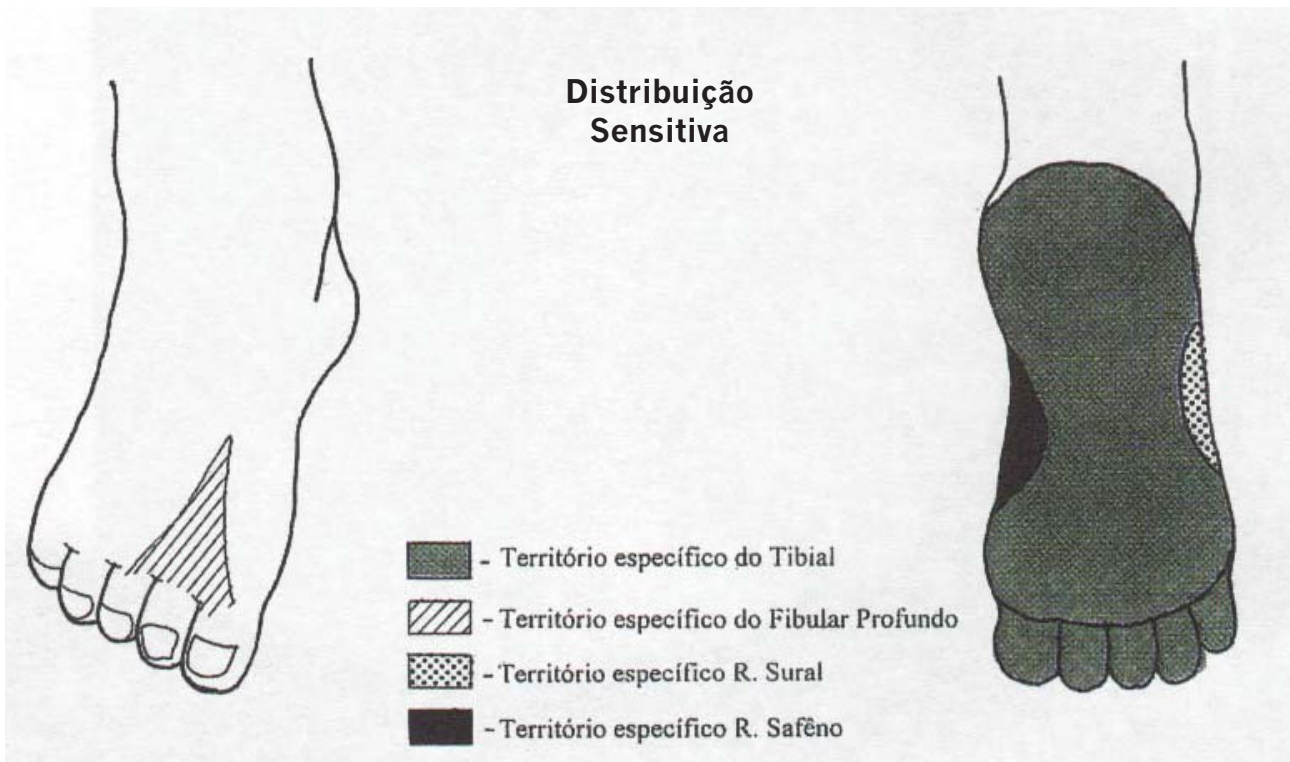 Distribuição
Sensitiva
- Território específico do Tibial
- Território específico do Fibular Profundo
- Território específico R. Sural
- Território específico R. Safêno